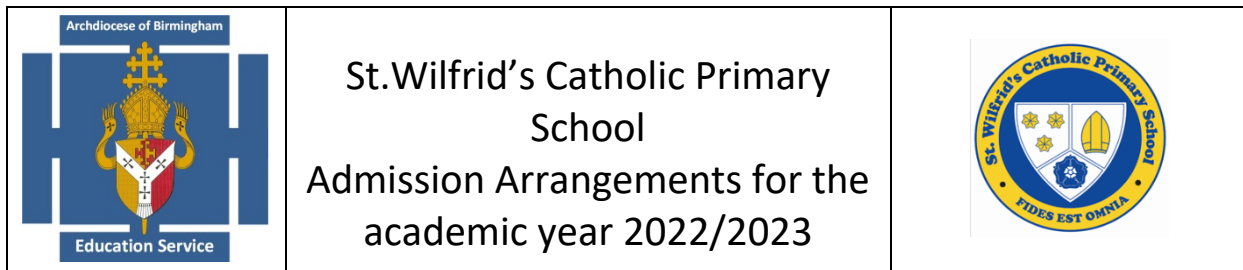 Archdiocese of Birmingham
Education Service
St.Wilfrid’s Catholic Primary
School
Admission Arrangements for the
academic year 2022/2023
St. Wilfrid's Catholic Primary School
FIDES EST OMNIA